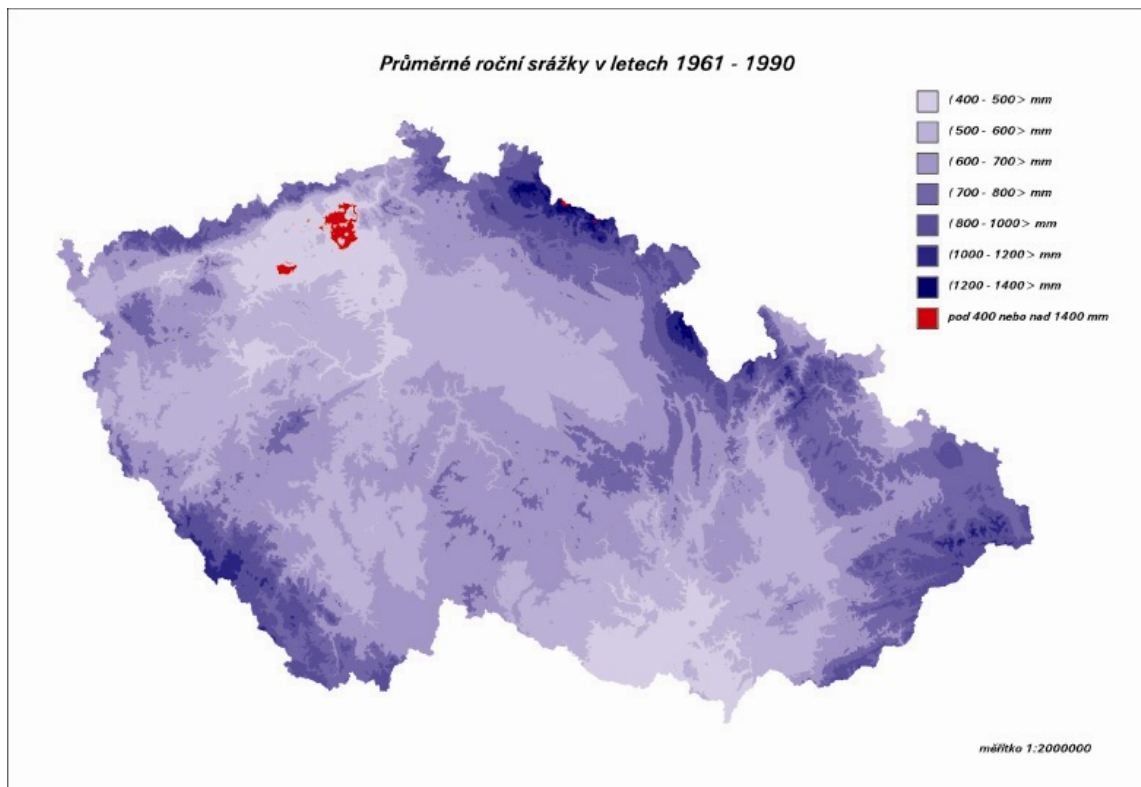 Průměrné roční srážky v letech 1961 - 1990
(400 - 500> mm
(500 - 600> mm
(600 - 700> mm
(700 - 800> mm
(800 - 1000> mm
(1000 - 1200> mm
(1200 - 1400> mm
pod 400 nebo nad 1400 mm
měřítko 1:2000000